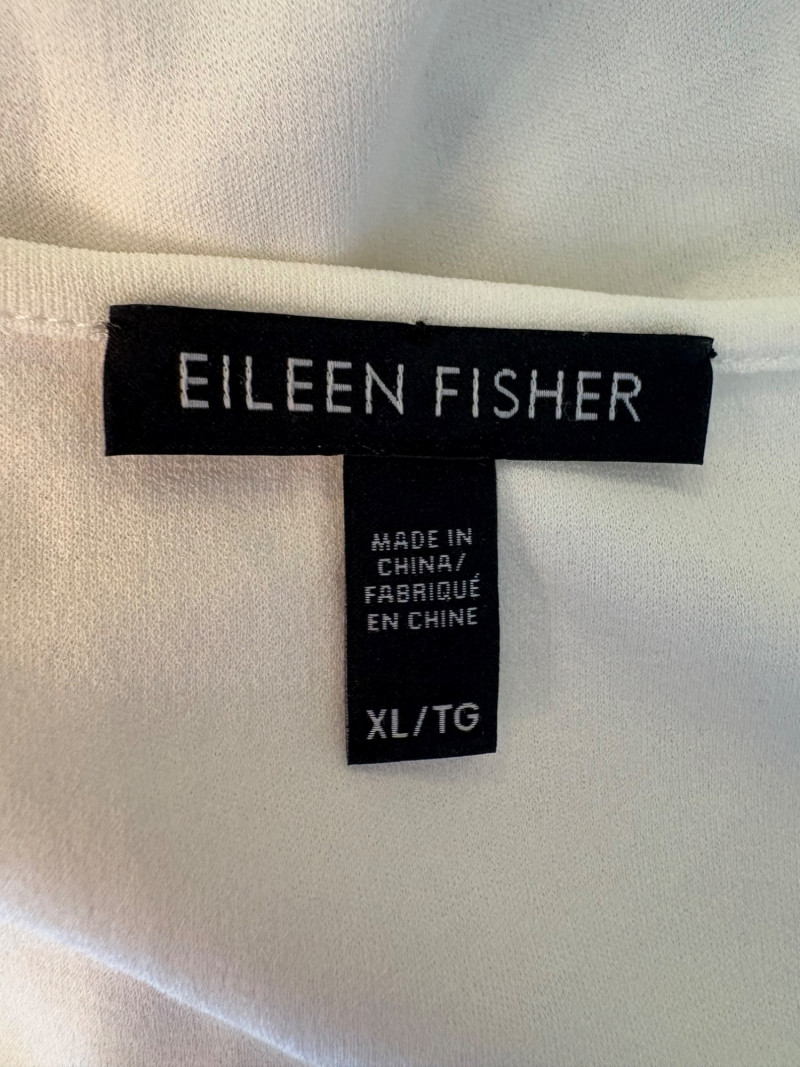 EILEEN FISHER
MADE IN
CHINA/
FABRIQUÉ
EN CHINE
XL/TG